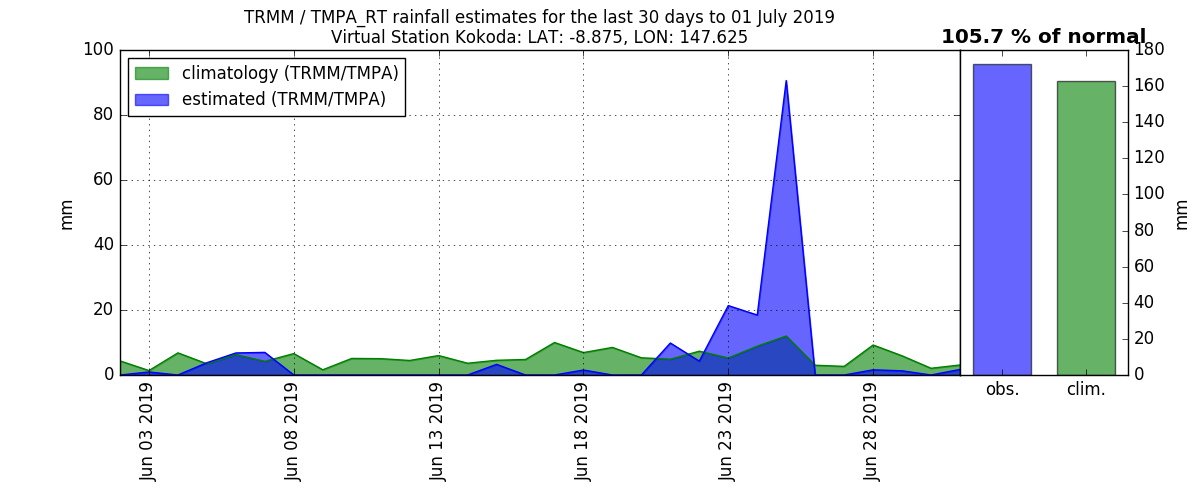 TRMM / TMPA_RT rainfall estimates for the last 30 days to 01 July 2019
Virtual Station Kokoda: LAT: -8.875, LON: 147.625
105.7 % of normal
climatology (TRMM/TMPA)
estimated (TRMM/TMPA)
100
80
60
40
20
0
mm
Jun 03 2019
Jun 08 2019
Jun 13 2019
Jun 18 2019
Jun 23 2019
Jun 28 2019
obs.
clim.
180
160
140
120
100
80
60
40
20
0
mm